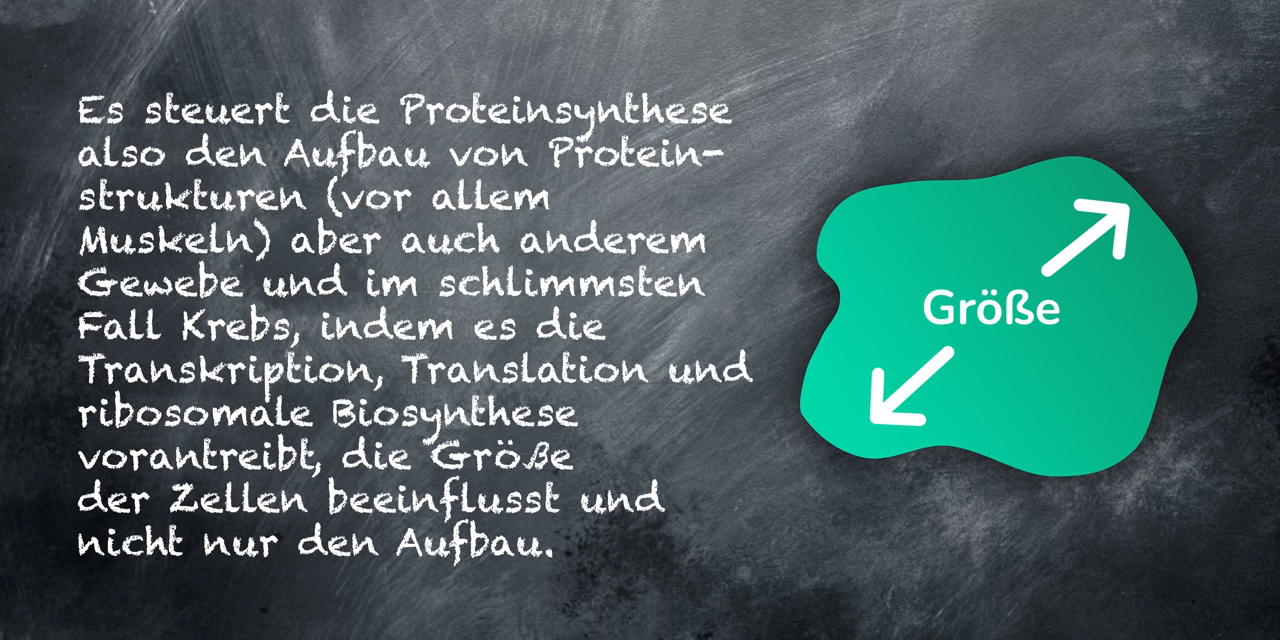 Es steuert die Proteinsynthese
also den Aufbau von Protein-
strukturen (vor allem
Muskeln) aber auch anderem
Gewebe und im schlimmsten
Fall Krebs, indem es die
Transkription, Translation und
ribosomale Biosynthese
vorantreibt, die Größe
der Zellen beeinflusst und
nicht nur den Aufbau.
Größe